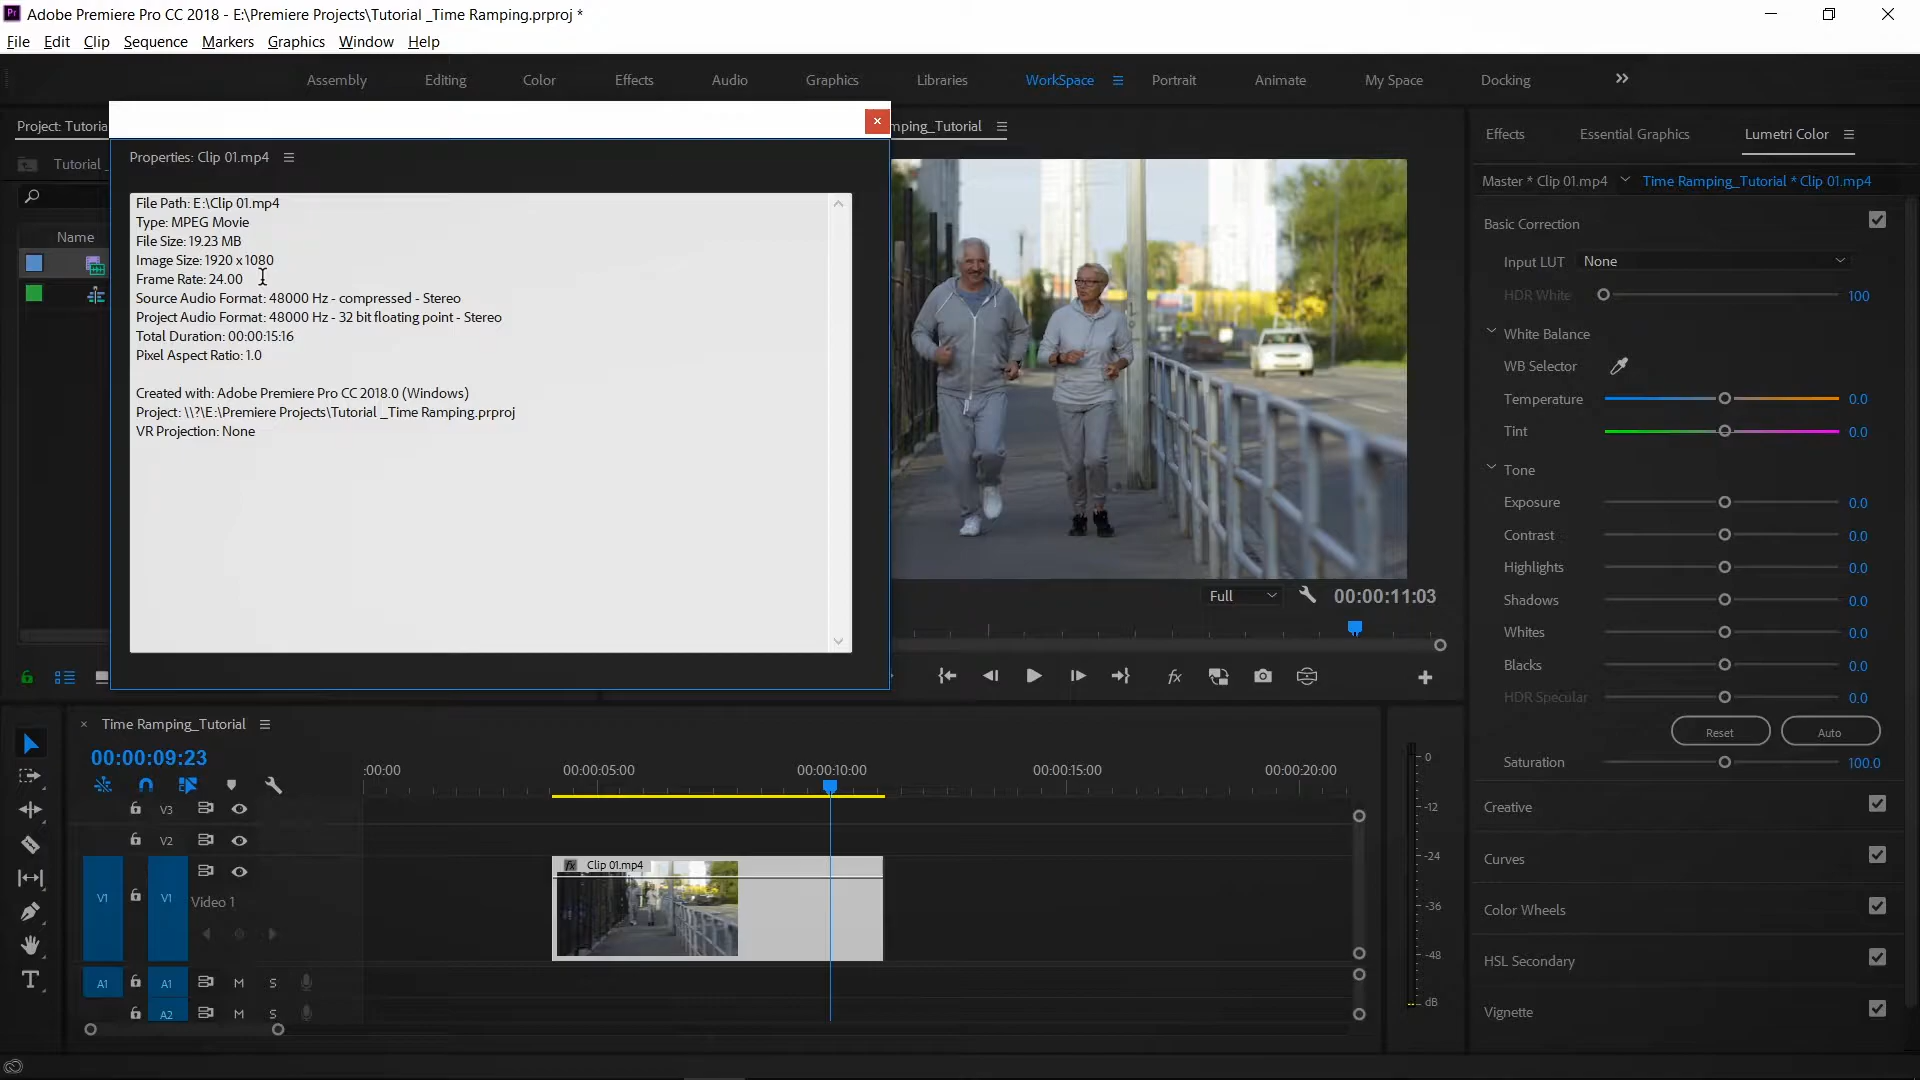 Adobe Premiere Pro CC 2018 - E:\Premiere Projects\Tutorial _Time Ramping.prproj *
File Edit Clip Sequence Markers Graphics Window Help
Assembly Editing Color Effects Audio Graphics Libraries WorkSpace Portrait Animate My Space Docking
Project: Tutoria
mping_Tutorial
Effects Essential Graphics Lumetri Color
Tutorial _
Properties: Clip 01.mp4
Master * Clip 01.mp4 Time Ramping_Tutorial * Clip 01.mp4
Name
File Path: E:\Clip 01.mp4
Type: MPEG Movie
File Size: 19.23 MB
Image Size: 1920 x 1080
Frame Rate: 24.00
Source Audio Format: 48000 Hz - compressed - Stereo
Project Audio Format: 48000 Hz - 32 bit floating point - Stereo
Total Duration: 00:00:15:16
Pixel Aspect Ratio: 1.0
Created with: Adobe Premiere Pro CC 2018.0 (Windows)
Project: \\?\E:\Premiere Projects\Tutorial _Time Ramping.prproj
VR Projection: None
Full 00:00:11:03
Basic Correction
Input LUT None
HDR White 100
White Balance
WB Selector
Temperature 0.0
Tint 0.0
Tone
Exposure 0.0
Contrast 0.0
Highlights 0.0
Shadows 0.0
Whites 0.0
Blacks 0.0
HDR Specular 0.0
Reset Auto
Saturation 100.0
Creative
Curves
Color Wheels
HSL Secondary
Vignette
fx
× Time Ramping_Tutorial
00:00:09:23
:00:00 00:00:05:00 00:00:10:00 00:00:15:00 00:00:20:00
V3
V2
fx Clip 01.mp4
V1 V1 Video 1
A1 A1 M S
A2 M S
T
0
-12
-24
-36
-48
dB